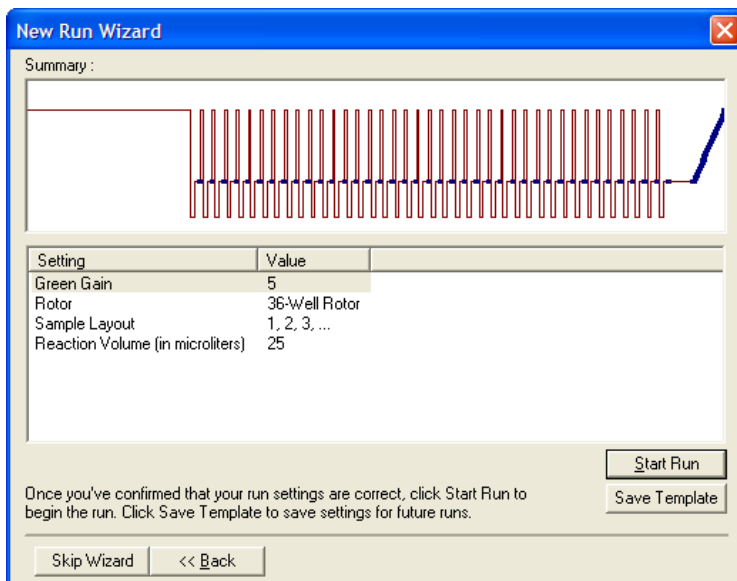 New Run Wizard
Summary :
Setting Value
Green Gain 5
Rotor 36-Well Rotor
Sample Layout 1, 2, 3, ...
Reaction Volume (in microliters) 25
Start Run
Once you've confirmed that your run settings are correct, click Start Run to
begin the run. Click Save Template to save settings for future runs.
Save Template
Skip Wizard << Back